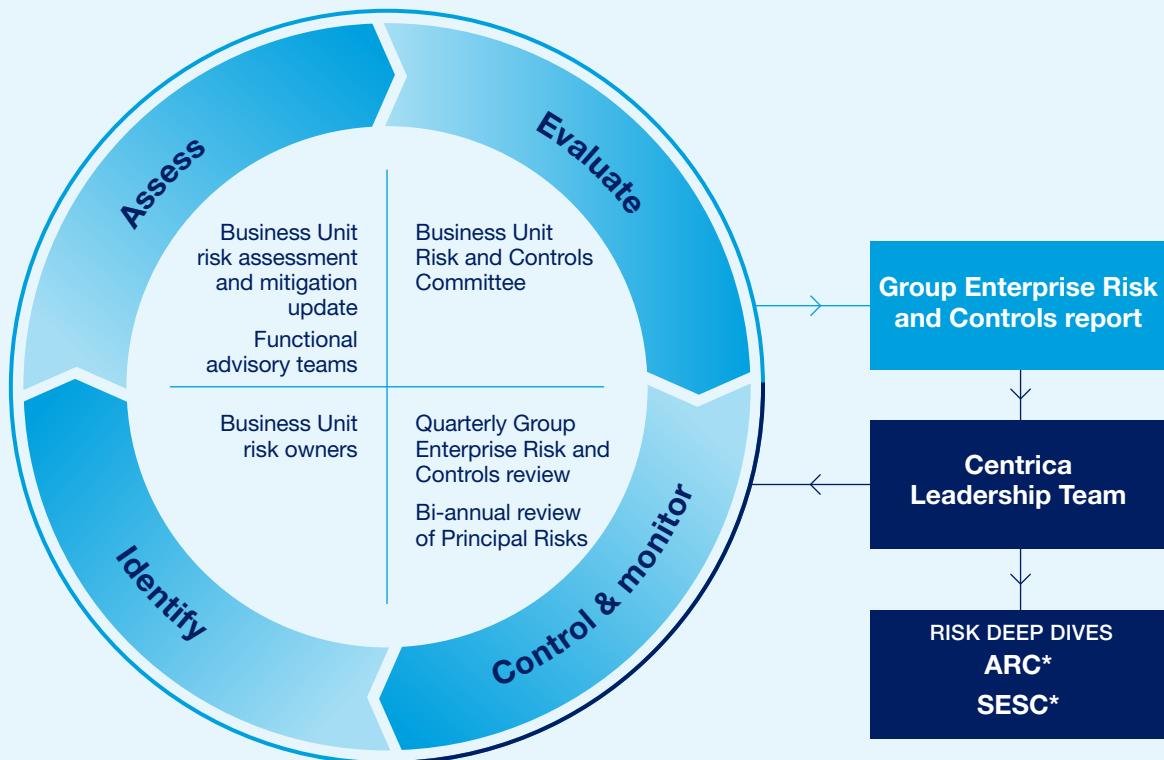 Assess
Evaluate
Business Unit
risk assessment
and mitigation
update
Functional
advisory teams
Business Unit
Risk and Controls
Committee
Business Unit
risk owners
Quarterly Group
Enterprise Risk and
Controls review
Bi-annual review
of Principal Risks
Identify
Control & monitor
Group Enterprise Risk
and Controls report
Centrica
Leadership Team
RISK DEEP DIVES
ARC*
SESC*